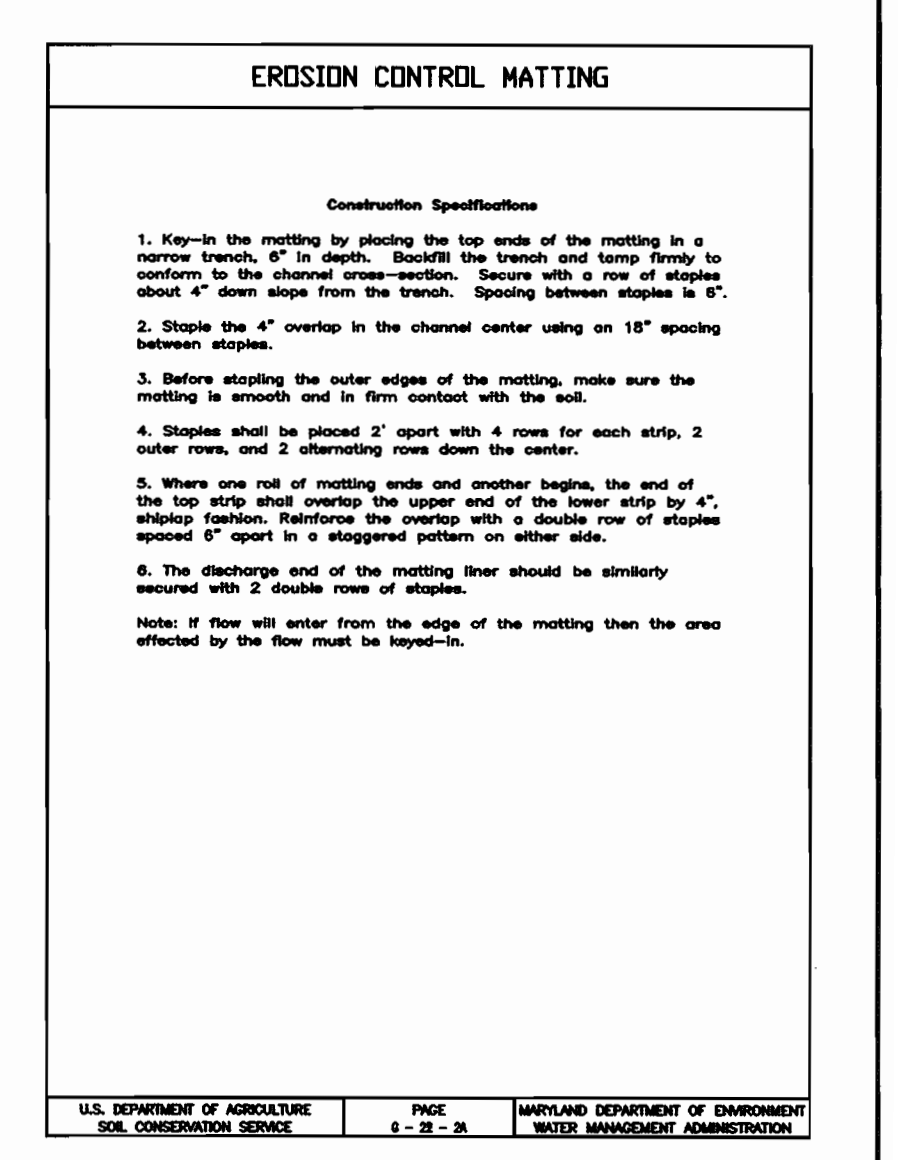 EROSION CONTROL MATTING
Construction Specifications
1. Key-in the matting by placing the top ends of the matting in a
narrow trench, 6" in depth. Backfill the trench and tamp firmly to
conform to the channel cross-section. Secure with a row of staples
about 4" down slope from the trench. Spacing between staples is 6".
2. Staple the 4" overlap in the channel center using an 18" spacing
between staples.
3. Before stapling the outer edges of the matting, make sure the
matting is smooth and in firm contact with the soil.
4. Staples shall be placed 2' apart with 4 rows for each strip, 2
outer rows, and 2 alternating rows down the center.
5. Where one roll of matting ends and another begins, the end of
the top strip shall overlap the upper end of the lower strip by 4",
shiplap fashion. Reinforce the overlap with a double row of staples
spaced 6" apart in a staggered pattern on either side.
6. The discharge end of the matting liner should be similarly
secured with 2 double rows of staples.
Note: If flow will enter from the edge of the matting then the area
effected by the flow must be keyed-in.
U.S. DEPARTMENT OF AGRICULTURE
SOIL CONSERVATION SERVICE
PAGE
G - 22 - 2A
MARYLAND DEPARTMENT OF ENVIRONMENT
WATER MANAGEMENT ADMINISTRATION